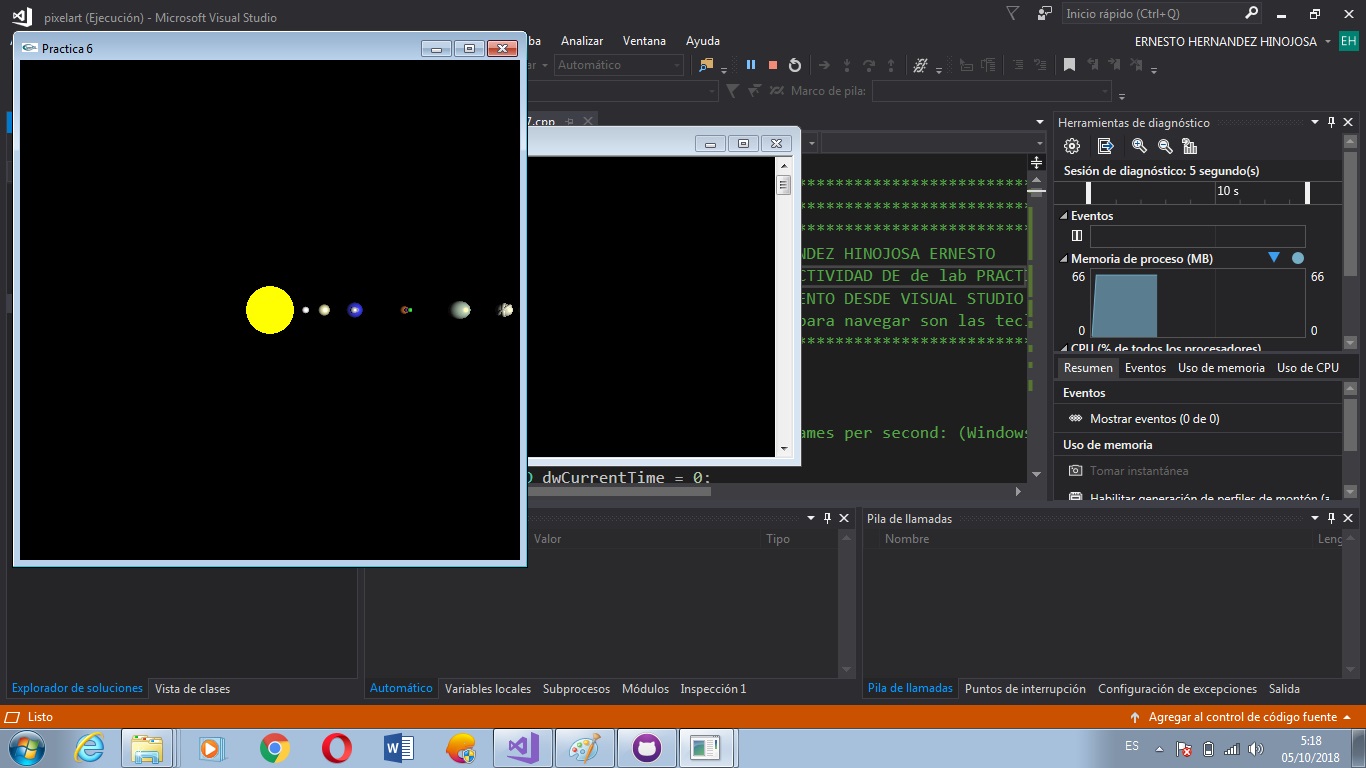 pixelart (Ejecución) - Microsoft Visual Studio
Inicio rápido (Ctrl+Q)
Practica 6
Analizar Ventana Ayuda
ERNESTO HERNANDEZ HINOJOSA EH
Automático
Marco de pila:
7.cpp
Herramientas de diagnóstico
Sesión de diagnóstico: 5 segundo(s)
10 s
Eventos
Memoria de proceso (MB)
66 66
0 0
CPU (% de todos los procesadores)
Resumen Eventos Uso de memoria Uso de CPU
Eventos
Mostrar eventos (0 de 0)
Uso de memoria
Tomar instantánea
Habilitar generación de perfiles de montón (a
*************************
*************************
*************************
NDEZ HINOJOSA ERNESTO
CTIVIDAD DE de lab PRACT
ENTO DESDE VISUAL STUDIO
para navegar son las tec
*************************
ames per second: (Windows
dwCurrentTime = 0;
Valor Tipo
Pila de llamadas
Nombre Leng
Explorador de soluciones Vista de clases
Automático Variables locales Subprocesos Módulos Inspección 1
Pila de llamadas Puntos de interrupción Configuración de excepciones Salida
Listo
Agregar al control de código fuente
ES
5:18
05/10/2018